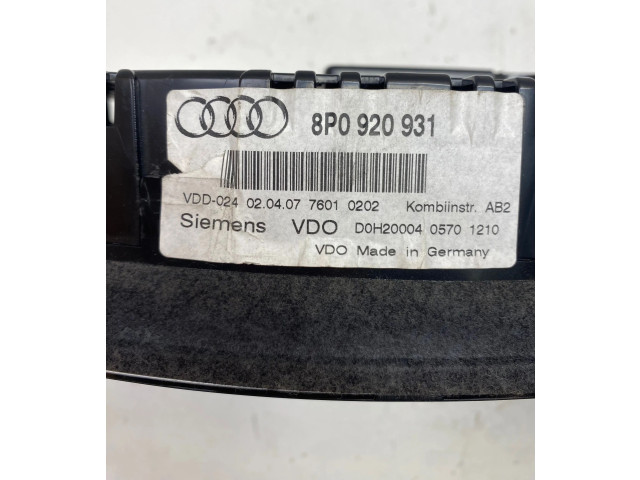 8P0 920 931
VDD-024 02.04.07 7601 0202 Kombiinstr. AB2
Siemens VDO D0H20004 0570 1210
VDO Made in Germany